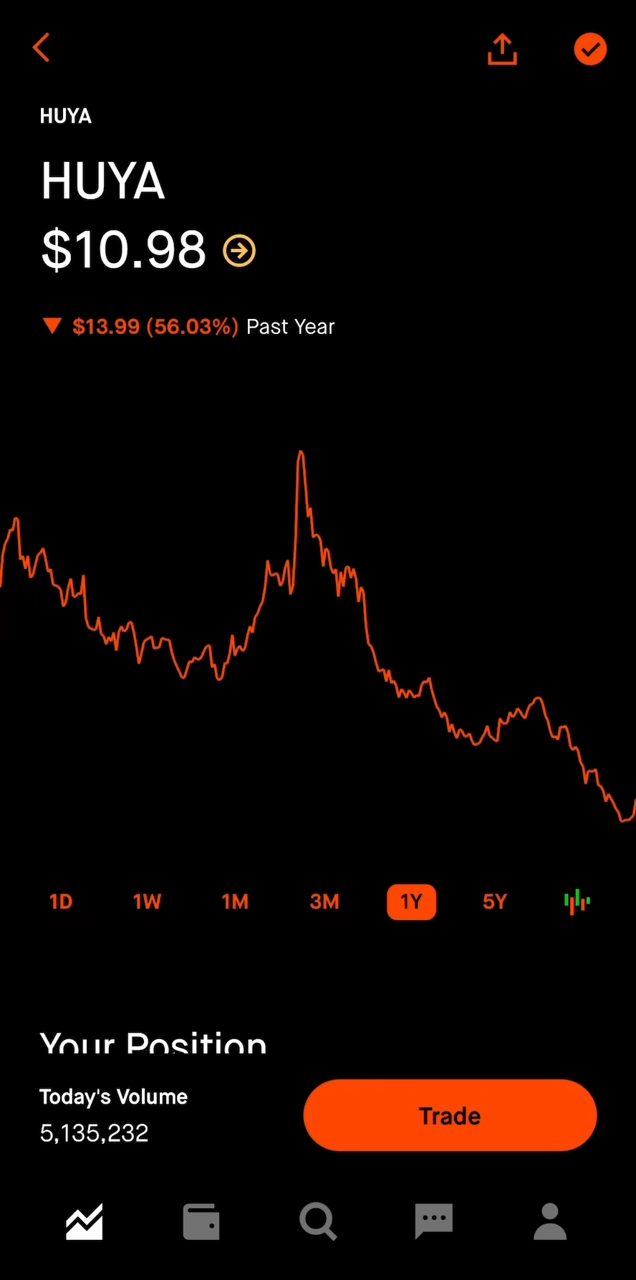 HUYA
HUYA
$10.98
▼ $13.99 (56.03%) Past Year
1D 1W 1M 3M 1Y 5Y
Your Position
Today's Volume
5,135,232
Trade